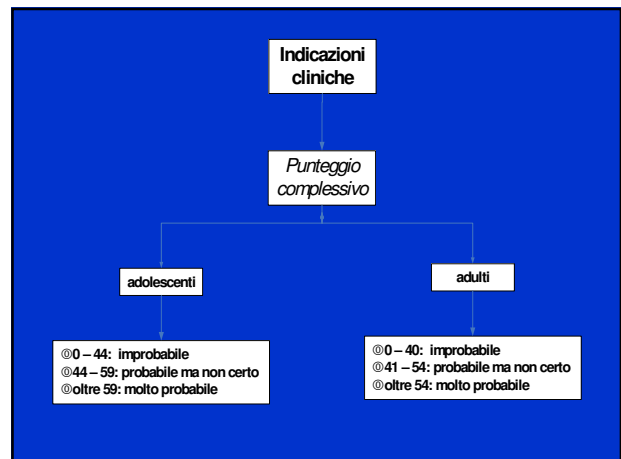 Indicazioni
cliniche
Punteggio
complessivo
adolescenti
adulti
0 – 44: improbabile
44 – 59: probabile ma non certo
oltre 59: molto probabile
0 – 40: improbabile
41 – 54: probabile ma non certo
oltre 54: molto probabile